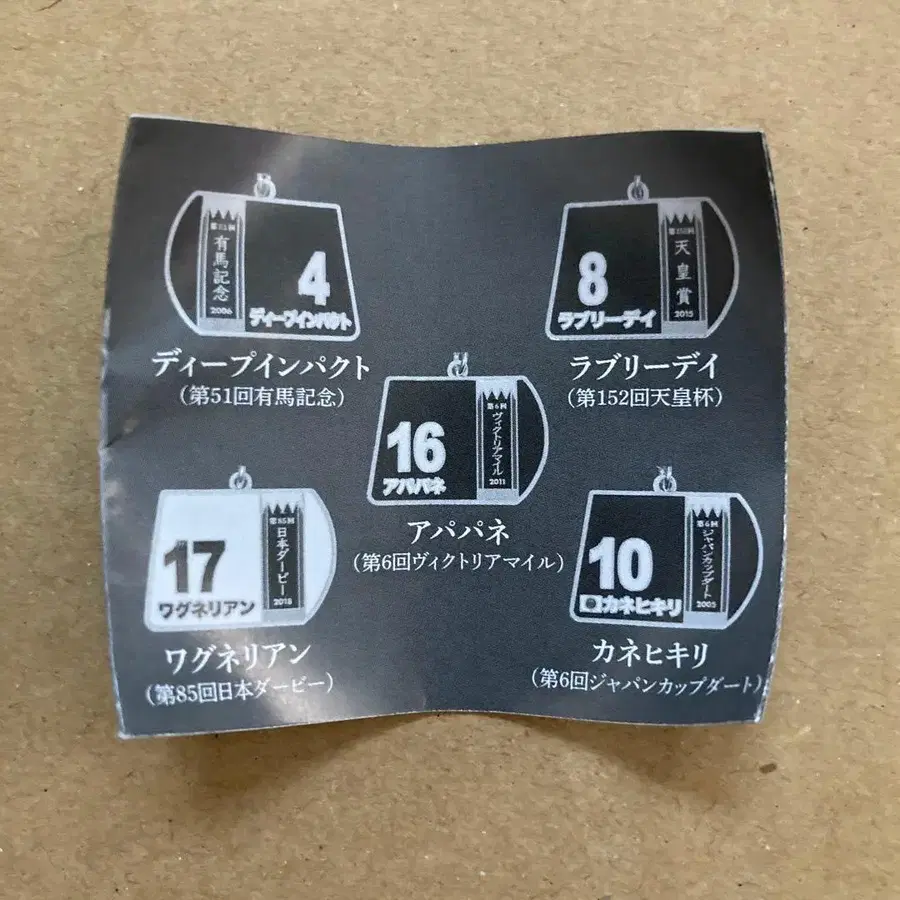 第51回
有馬記念
2006
4
ディープインパクト
ディープインパクト
(第51回有馬記念)
第152回
天皇賞
2015
8
ラブリーデイ
ラブリーデイ
(第152回天皇杯)
第6回
ヴィクトリアマイル
2011
16
アパパネ
アパパネ
(第6回ヴィクトリアマイル)
第85回
日本ダービー
2018
17
ワグネリアン
ワグネリアン
(第85回日本ダービー)
第6回
ジャパンカップダート
2005
10
カネヒキリ
カネヒキリ
(第6回ジャパンカップダート)